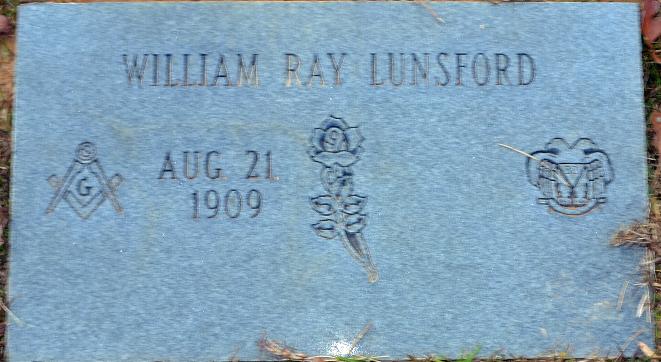 WILLIAM RAY LUNSFORD
AUG. 21,
1909
G